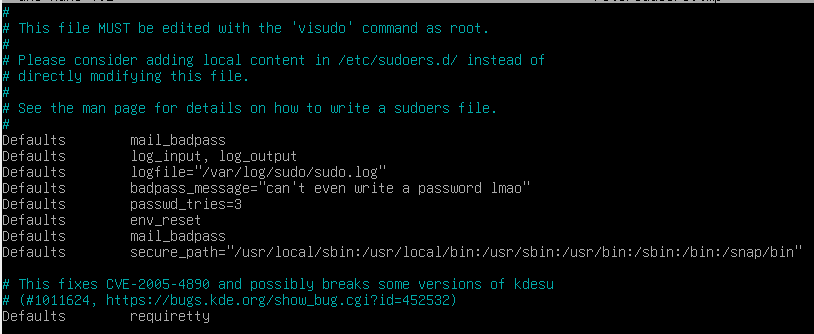 #
# This file MUST be edited with the 'visudo' command as root.
#
# Please consider adding local content in /etc/sudoers.d/ instead of
# directly modifying this file.
#
# See the man page for details on how to write a sudoers file.
#
Defaults        mail_badpass
Defaults        log_input, log_output
Defaults        logfile="/var/log/sudo/sudo.log"
Defaults        badpass_message="can't even write a password lmao"
Defaults        passwd_tries=3
Defaults        env_reset
Defaults        mail_badpass
Defaults        secure_path="/usr/local/sbin:/usr/local/bin:/usr/sbin:/usr/bin:/sbin:/bin:/snap/bin"

# This fixes CVE-2005-4890 and possibly breaks some versions of kdesu
# (#1011624, https://bugs.kde.org/show_bug.cgi?id=452532)
Defaults        requiretty